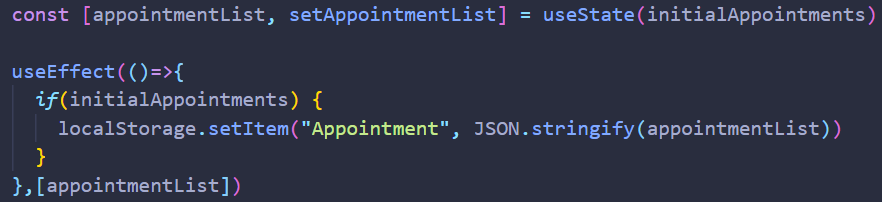 const [appointmentList, setAppointmentList] = useState(initialAppointments)
useEffect(()=>{
if(initialAppointments) {
localStorage.setItem("Appointment", JSON.stringify(appointmentList))
}
},[appointmentList])